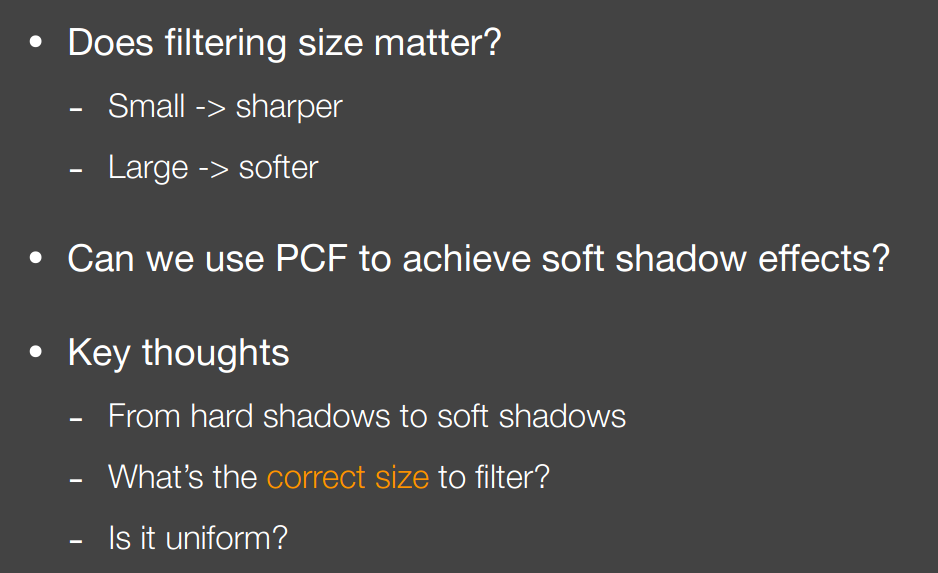 • Does filtering size matter?
- Small -> sharper
- Large -> softer
• Can we use PCF to achieve soft shadow effects?
• Key thoughts
- From hard shadows to soft shadows
- What’s the correct size to filter?
- Is it uniform?